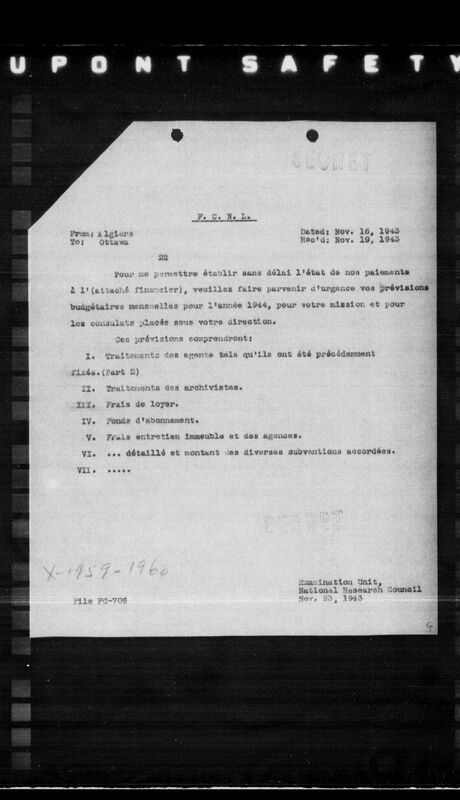 UPONT SAFETY
F. C. N. L.
From: Algiers Dated: Nov. 16, 1943
To: Ottawa Rec'd: Nov. 19, 1943
22
Pour me permettre établir sans délai l'état de nos paiements
à l'(attaché financier), veuillez faire parvenir d'urgence vos prévisions
budgétaires mensuelles pour l'année 1944, pour votre mission et pour
les consulats placés sous votre direction.
Ces prévisions comprendront:
I. Traitements des agents tels qu'ils ont été précédemment
fixés.(Part 2)
II. Traitements des archivistes.
III. Frais de loyer.
IV. Fonds d'abonnement.
V. Frais entretien immeuble et des agences.
VI. ... détaillé et montant des diverses subventions accordées.
VII. .....
X-1959-1960
Examination Unit,
National Research Council
File FG-706 Nov. 23, 1943